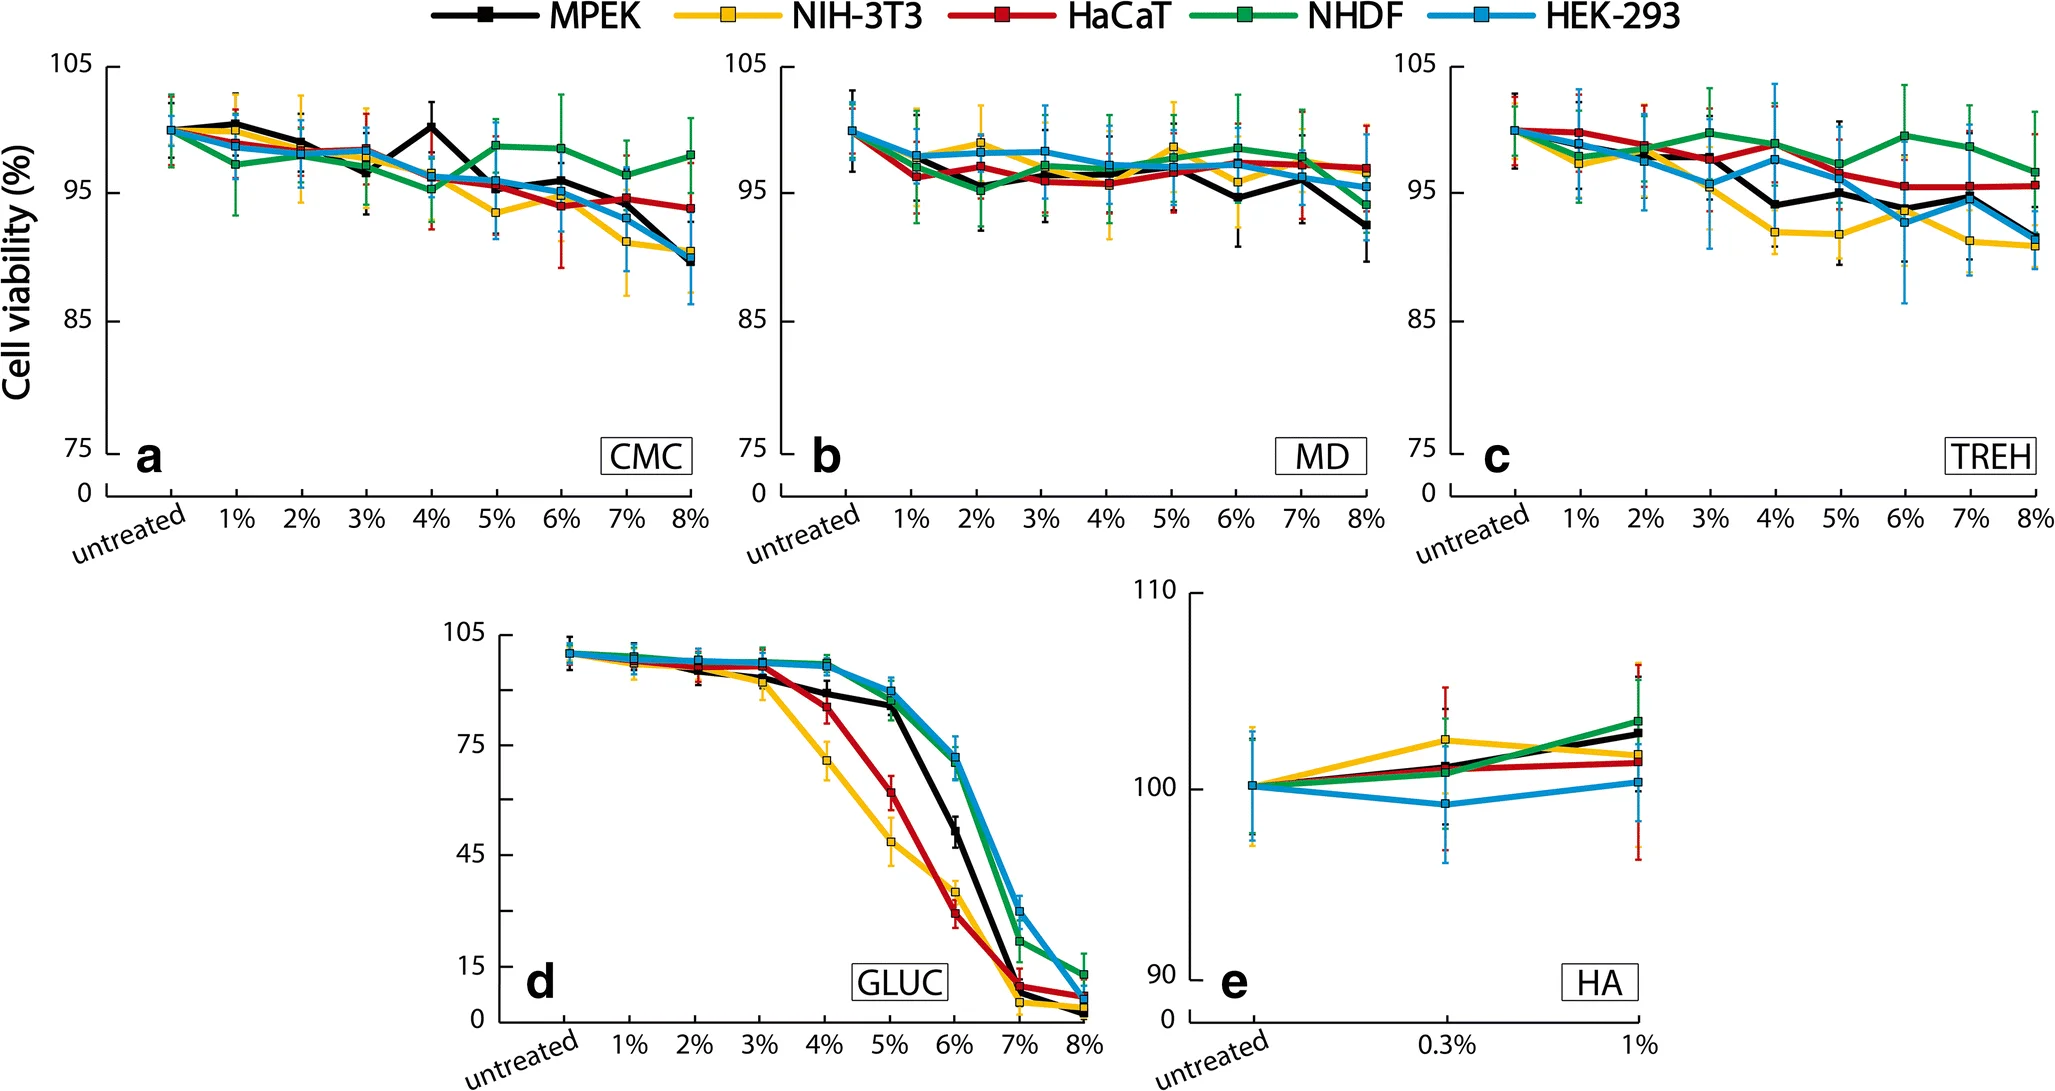 MPEK NIH-3T3 HaCaT NHDF HEK-293
Cell viability (%)
105
95
85
75
0
a
CMC
untreated 1% 2% 3% 4% 5% 6% 7% 8%
105
95
85
75
0
b
MD
untreated 1% 2% 3% 4% 5% 6% 7% 8%
105
95
85
75
0
c
TREH
untreated 1% 2% 3% 4% 5% 6% 7% 8%
105
75
45
15
0
d
GLUC
untreated 1% 2% 3% 4% 5% 6% 7% 8%
110
100
90
0
e
HA
untreated 0.3% 1%